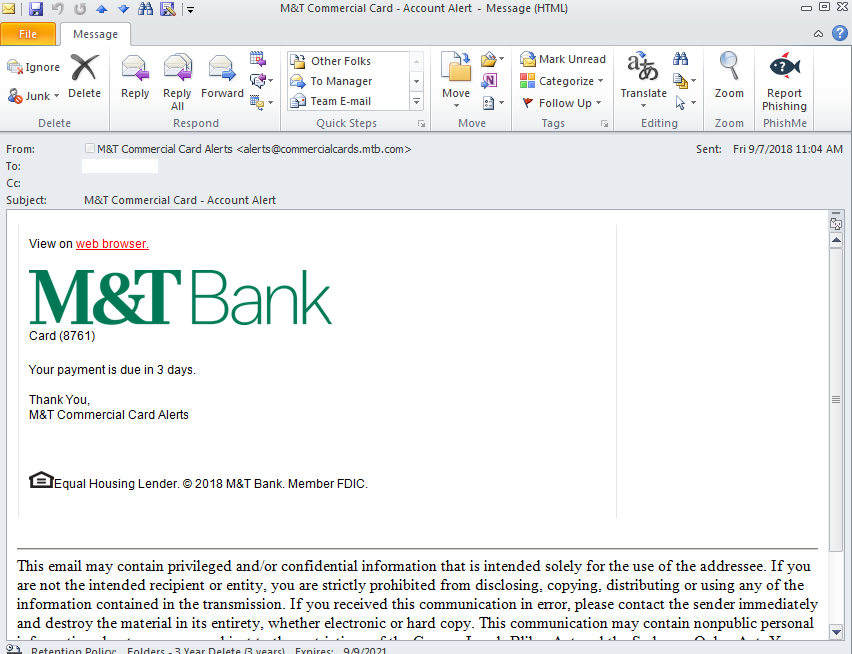 M&T Commercial Card - Account Alert - Message (HTML)
File
Message
Ignore
Junk
Delete
Reply
Reply All
Forward
Other Folks
To Manager
Team E-mail
Move
Mark Unread
Categorize
Follow Up
Translate
Zoom
Report Phishing
Delete
Respond
Quick Steps
Move
Tags
Editing
Zoom
PhishMe
From: M&T Commercial Card Alerts <alerts@commercialcards.mtb.com>
Sent: Fri 9/7/2018 11:04 AM
To:
Cc:
Subject: M&T Commercial Card - Account Alert
View on web browser.
M&T Bank
Card (8761)
Your payment is due in 3 days.
Thank You,
M&T Commercial Card Alerts
Equal Housing Lender. © 2018 M&T Bank. Member FDIC.
This email may contain privileged and/or confidential information that is intended solely for the use of the addressee. If you
are not the intended recipient or entity, you are strictly prohibited from disclosing, copying, distributing or using any of the
information contained in the transmission. If you received this communication in error, please contact the sender immediately
and destroy the material in its entirety, whether electronic or hard copy. This communication may contain nonpublic personal
Retention Policy: Folders - 3 Year Delete (3 years) Expires: 9/9/2021